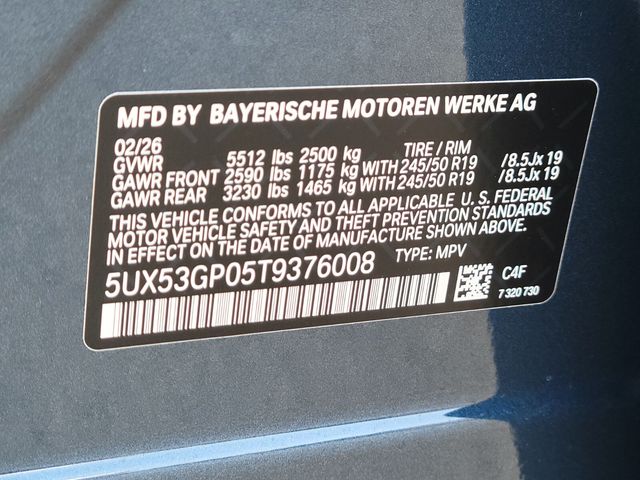 MFD BY BAYERISCHE MOTOREN WERKE AG
02/26 TIRE / RIM
GVWR 5512 lbs 2500 kg
GAWR FRONT 2590 lbs 1175 kg WITH 245/50 R19 /8.5Jx 19
GAWR REAR 3230 lbs 1465 kg WITH 245/50 R19 /8.5Jx 19
THIS VEHICLE CONFORMS TO ALL APPLICABLE U. S. FEDERAL
MOTOR VEHICLE SAFETY AND THEFT PREVENTION STANDARDS
IN EFFECT ON THE DATE OF MANUFACTURE SHOWN ABOVE.
5UX53GP05T9376008 TYPE: MPV
C4F
7 320 730